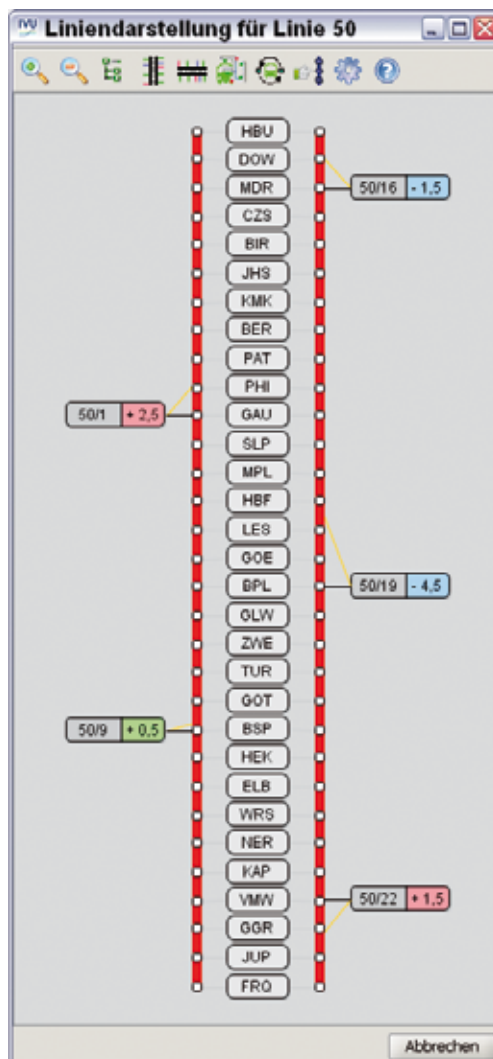 IVU Liniendarstellung für Linie 50
HBU
DOW
MDR 50/16 - 1,5
CZS
BIR
JHS
KMK
BER
PAT
PHI
50/1 + 2,5 GAU
SLP
MPL
HBF
LES
GOE
BPL 50/19 - 4,5
GLW
ZWE
TUR
GOT
50/9 + 0,5 BSP
HEK
ELB
WRS
NER
KAP
VMW 50/22 + 1,5
GGR
JUP
FRO
Abbrechen